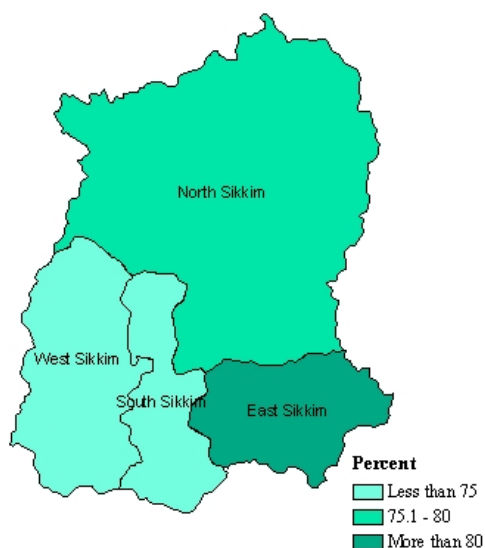 North Sikkim
West Sikkim
South Sikkim
East Sikkim
Percent
Less than 75
75.1 - 80
More than 80